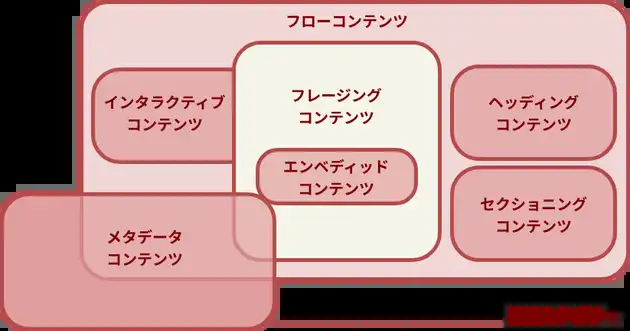 フローコンテンツ
インタラクティブ
コンテンツ
フレージング
コンテンツ
エンベディッド
コンテンツ
ヘッディング
コンテンツ
セクショニング
コンテンツ
メタデータ
コンテンツ